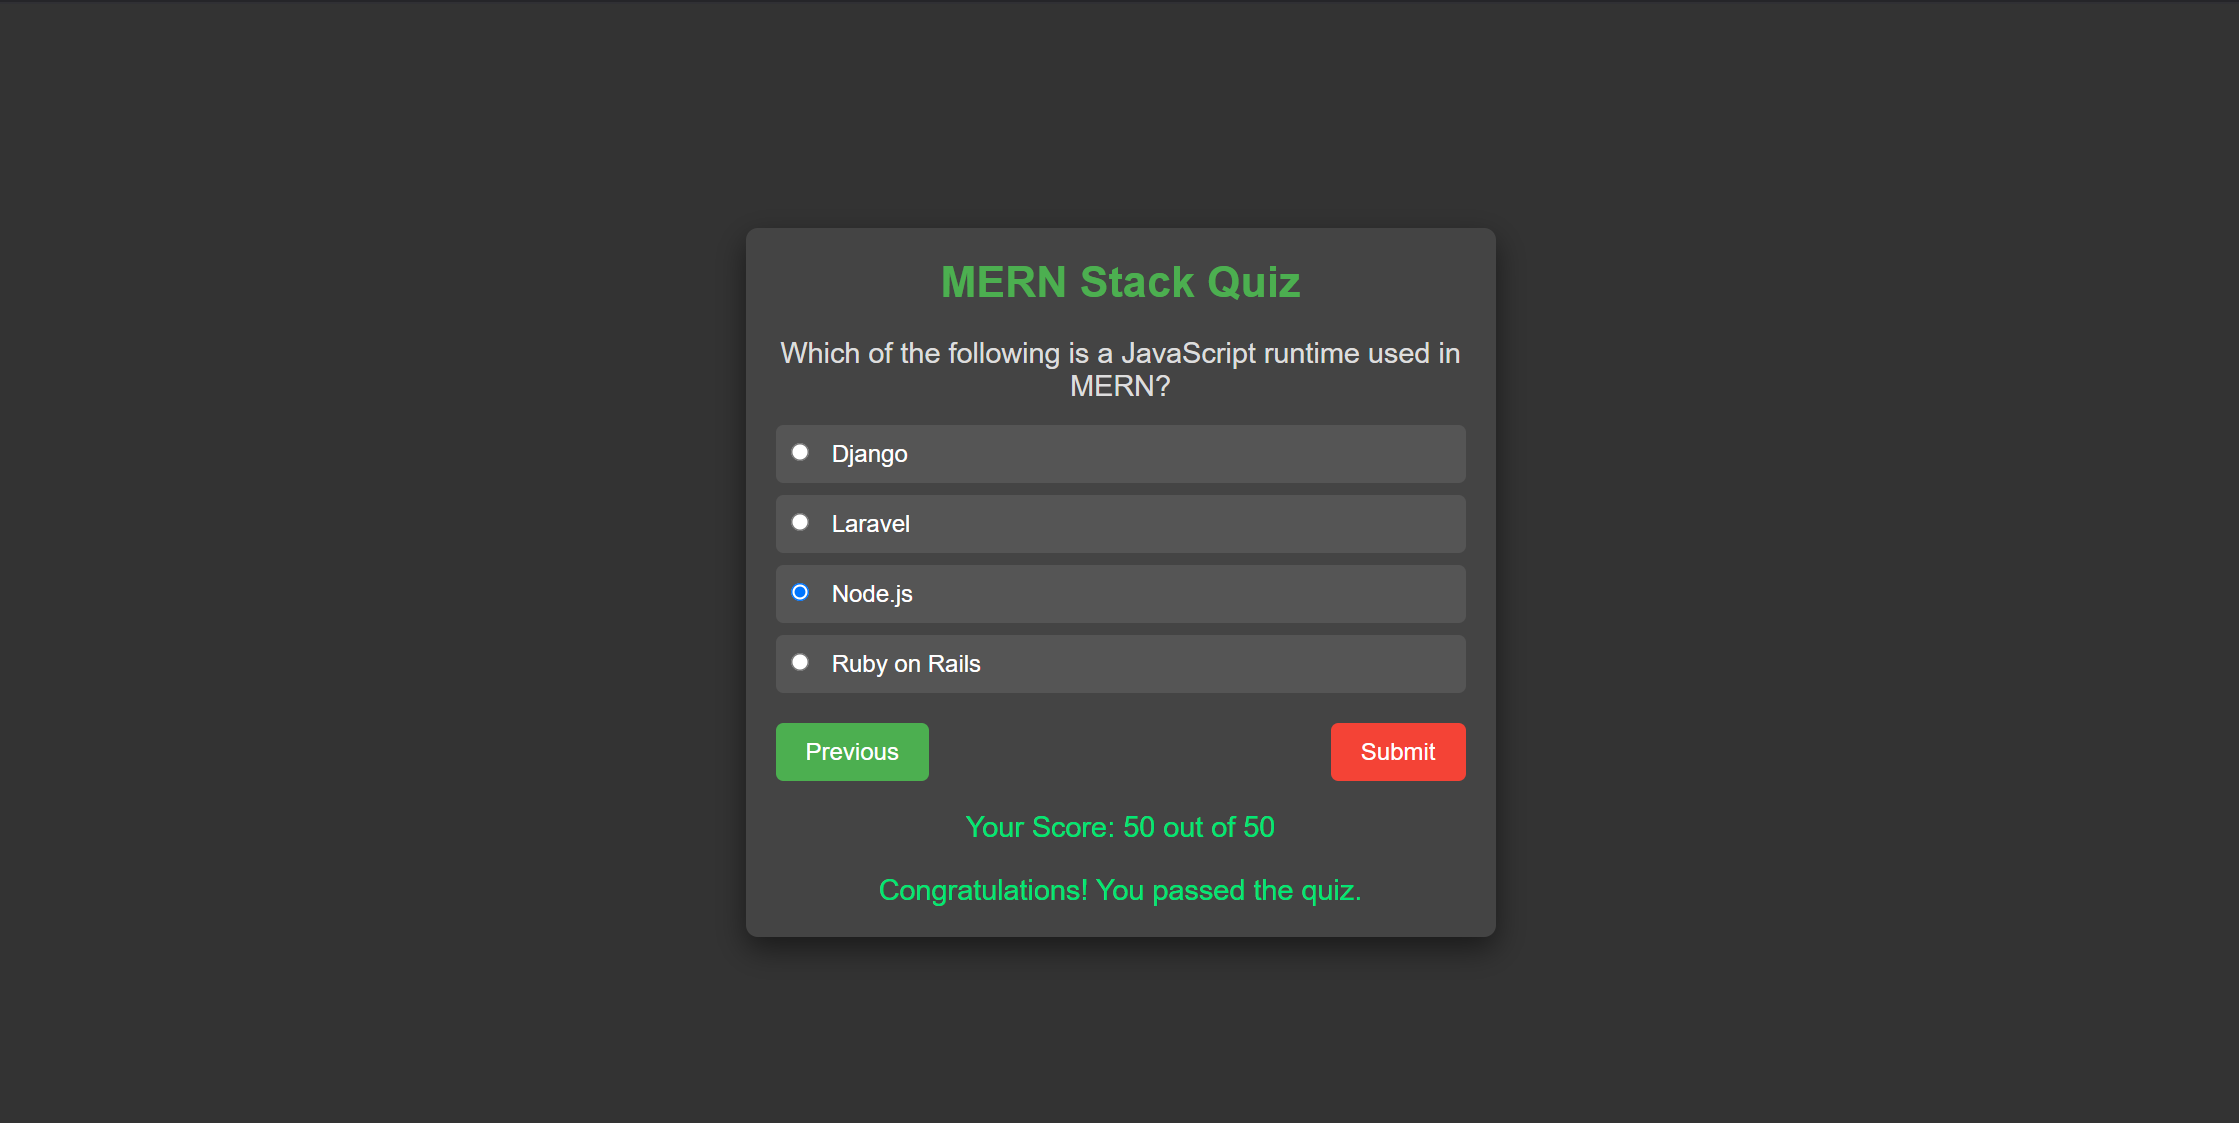 MERN Stack Quiz
Which of the following is a JavaScript runtime used in
MERN?
Django
Laravel
Node.js
Ruby on Rails
Previous
Submit
Your Score: 50 out of 50
Congratulations! You passed the quiz.